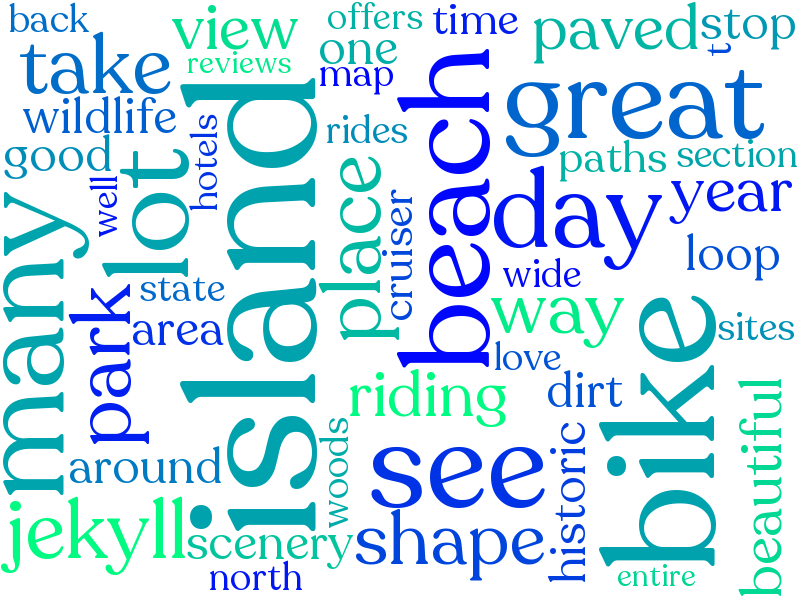 back
offers
time
view
one
paved
stop
t
take
reviews
map
great
wildlife
hotels
rides
beach
good
lot
island
paths
section
well
place
day
year
many
cruiser
loop
park
state
wide
area
way
bike
sites
love
riding
dirt
beautiful
around
woods
see
historic
jekyll
scenery
shape
north
entire